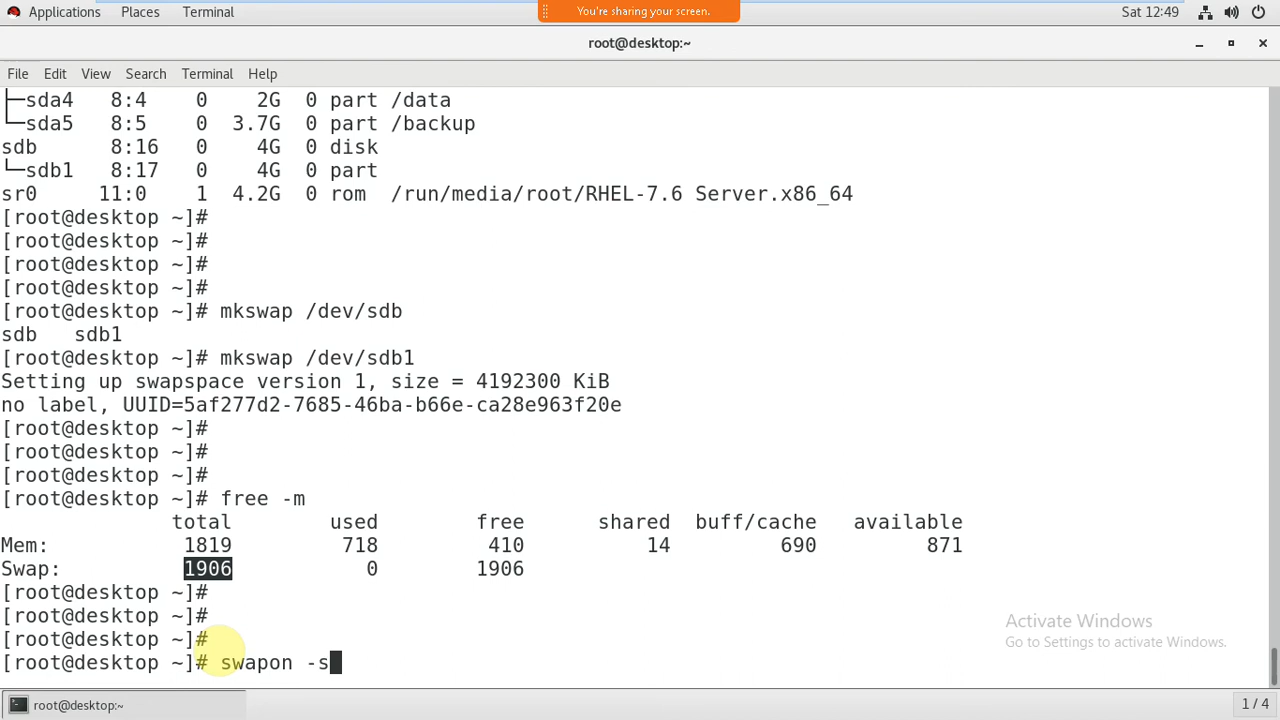 Applications Places Terminal You're sharing your screen. Sat 12:49
root@desktop:~
File Edit View Search Terminal Help
├─sda4 8:4 0 2G 0 part /data
└─sda5 8:5 0 3.7G 0 part /backup
sdb 8:16 0 4G 0 disk
└─sdb1 8:17 0 4G 0 part
sr0 11:0 1 4.2G 0 rom /run/media/root/RHEL-7.6 Server.x86_64
[root@desktop ~]#
[root@desktop ~]#
[root@desktop ~]#
[root@desktop ~]#
[root@desktop ~]# mkswap /dev/sdb
sdb sdb1
[root@desktop ~]# mkswap /dev/sdb1
Setting up swapspace version 1, size = 4192300 KiB
no label, UUID=5af277d2-7685-46ba-b66e-ca28e963f20e
[root@desktop ~]#
[root@desktop ~]#
[root@desktop ~]#
[root@desktop ~]# free -m
total used free shared buff/cache available
Mem: 1819 718 410 14 690 871
Swap: 1906 0 1906
[root@desktop ~]#
[root@desktop ~]#
[root@desktop ~]#
[root@desktop ~]# swapon -s
Activate Windows
Go to Settings to activate Windows.
root@desktop:~ 1 / 4